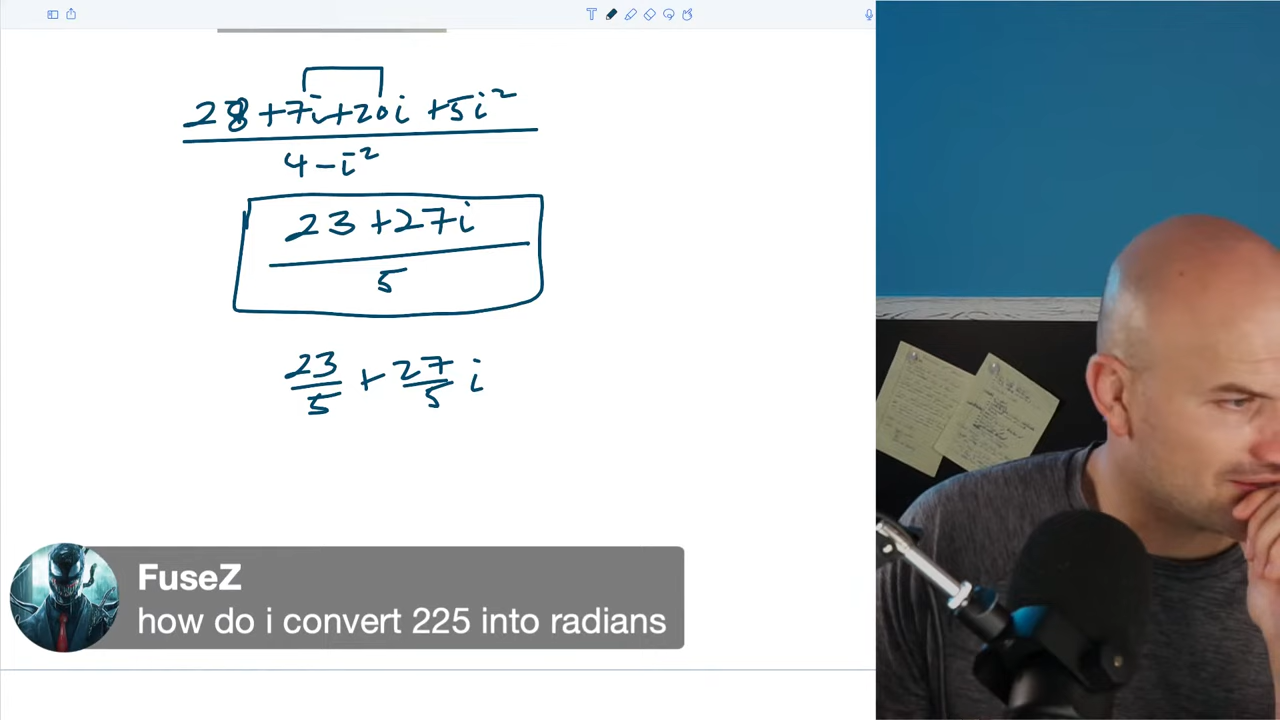 28+7i+20i+5i²
4-i²
23+27i
5
23/5 + 27/5 i
FuseZ
how do i convert 225 into radians